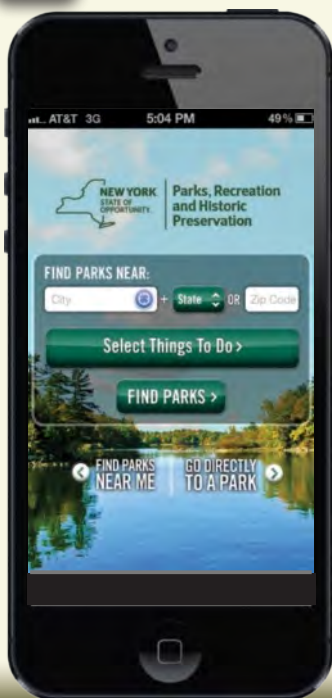 AT&T 3G 5:04 PM 49%
NEW YORK
STATE OF
OPPORTUNITY.
Parks, Recreation
and Historic
Preservation
FIND PARKS NEAR:
City + State OR Zip Code
Select Things To Do >
FIND PARKS >
FIND PARKS
NEAR ME
GO DIRECTLY
TO A PARK